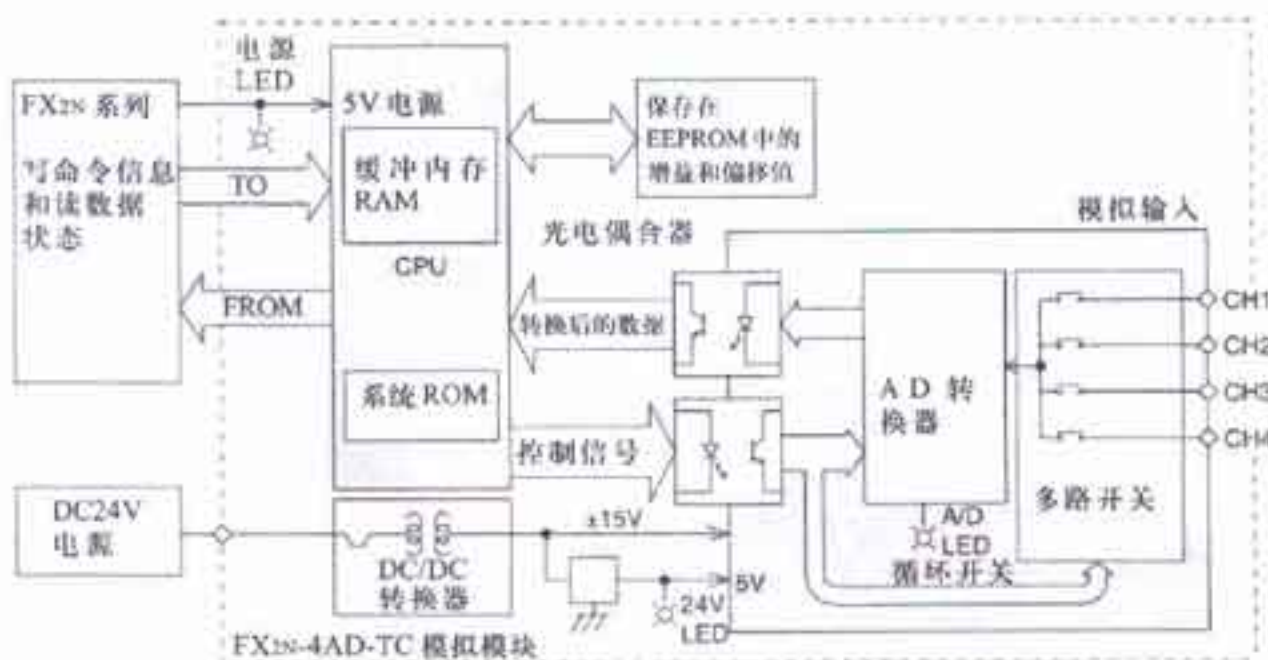 电源
LED
FX2N 系列
写命令信息
和读数据
状态
TO
FROM
5V 电源
缓冲内存
RAM
CPU
系统 ROM
保存在
EEPROM 中的
增益和偏移值
光电偶合器
模拟输入
转换后的数据
控制信号
AD 转
换器
CH1
CH2
CH3
CH4
多路开关
A/D
LED
循环开关
DC24V
电源
±15V
DC/DC
转换器
5V
24V
LED
FX2N-4AD-TC 模拟模块